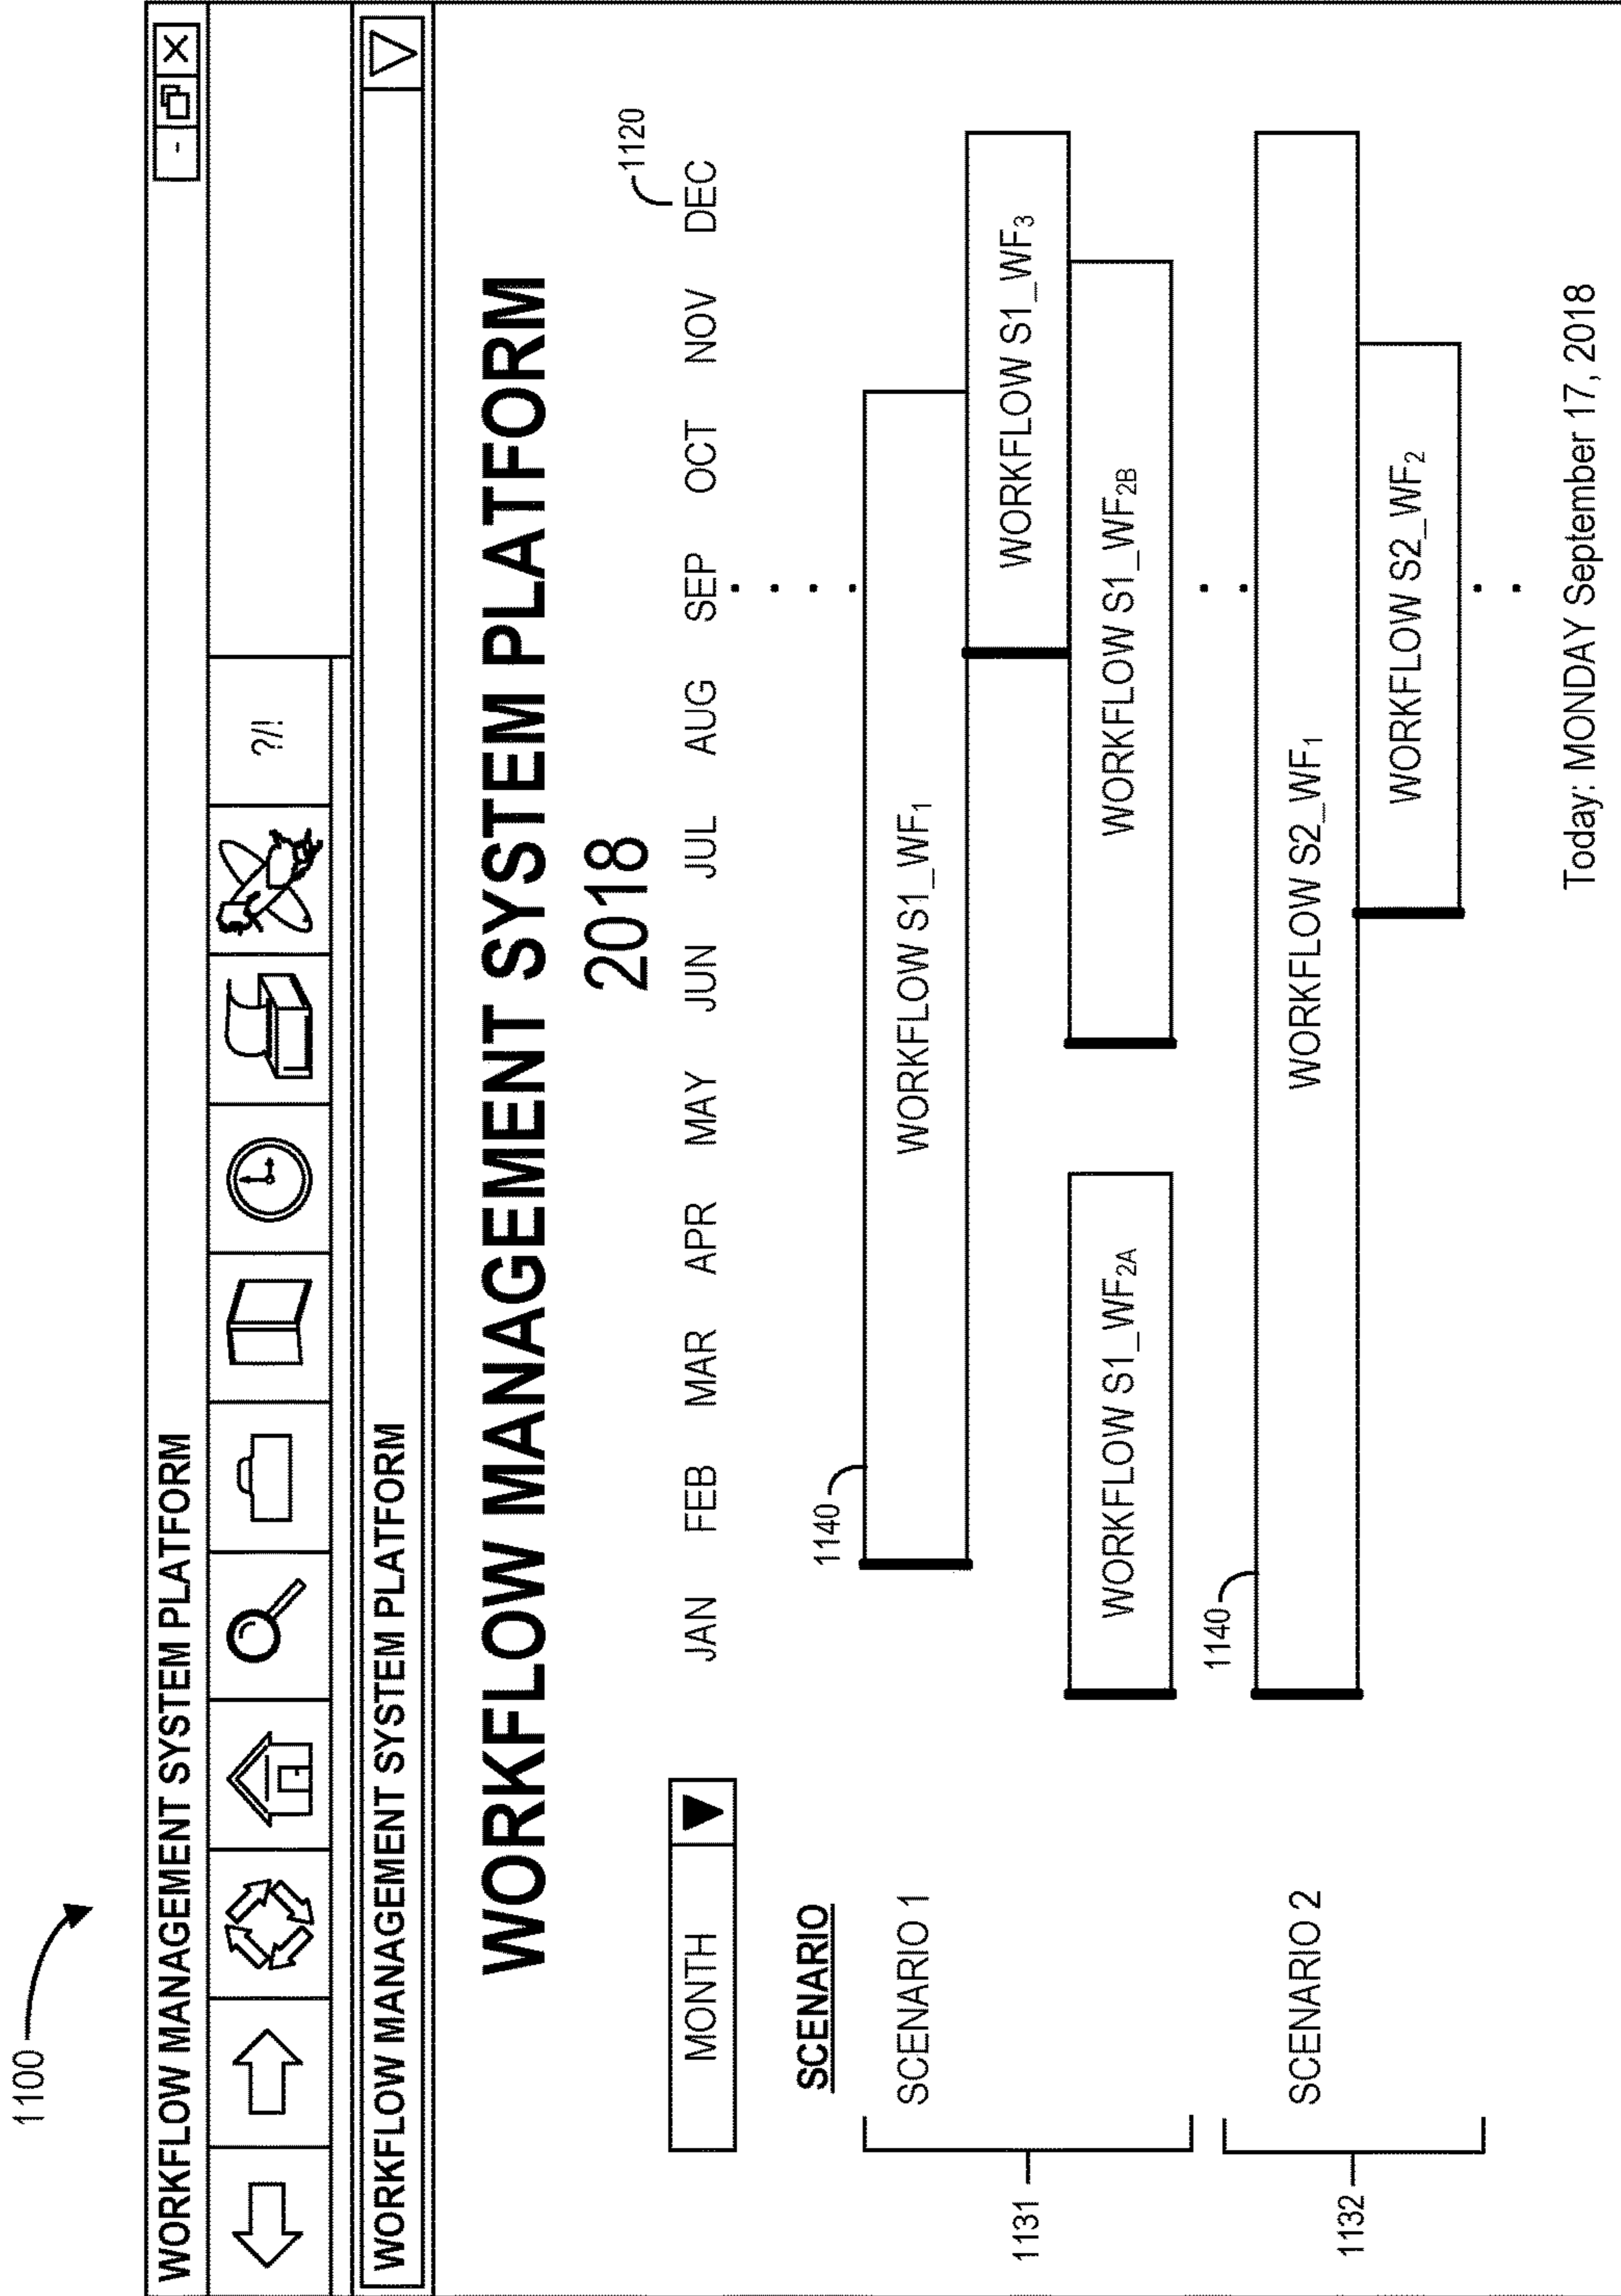 1100
WORKFLOW MANAGEMENT SYSTEM PLATFORM
- X
?/!
WORKFLOW MANAGEMENT SYSTEM PLATFORM
WORKFLOW MANAGEMENT SYSTEM PLATFORM
2018
1120
MONTH JAN FEB MAR APR MAY JUN JUL AUG SEP OCT NOV DEC
SCENARIO
1140
SCENARIO 1 WORKFLOW S1_WF₁
WORKFLOW S1_WF₃
1131
WORKFLOW S1_WF₂A WORKFLOW S1_WF₂B
1140
SCENARIO 2 WORKFLOW S2_WF₁
1132
WORKFLOW S2_WF₂
Today: MONDAY September 17, 2018